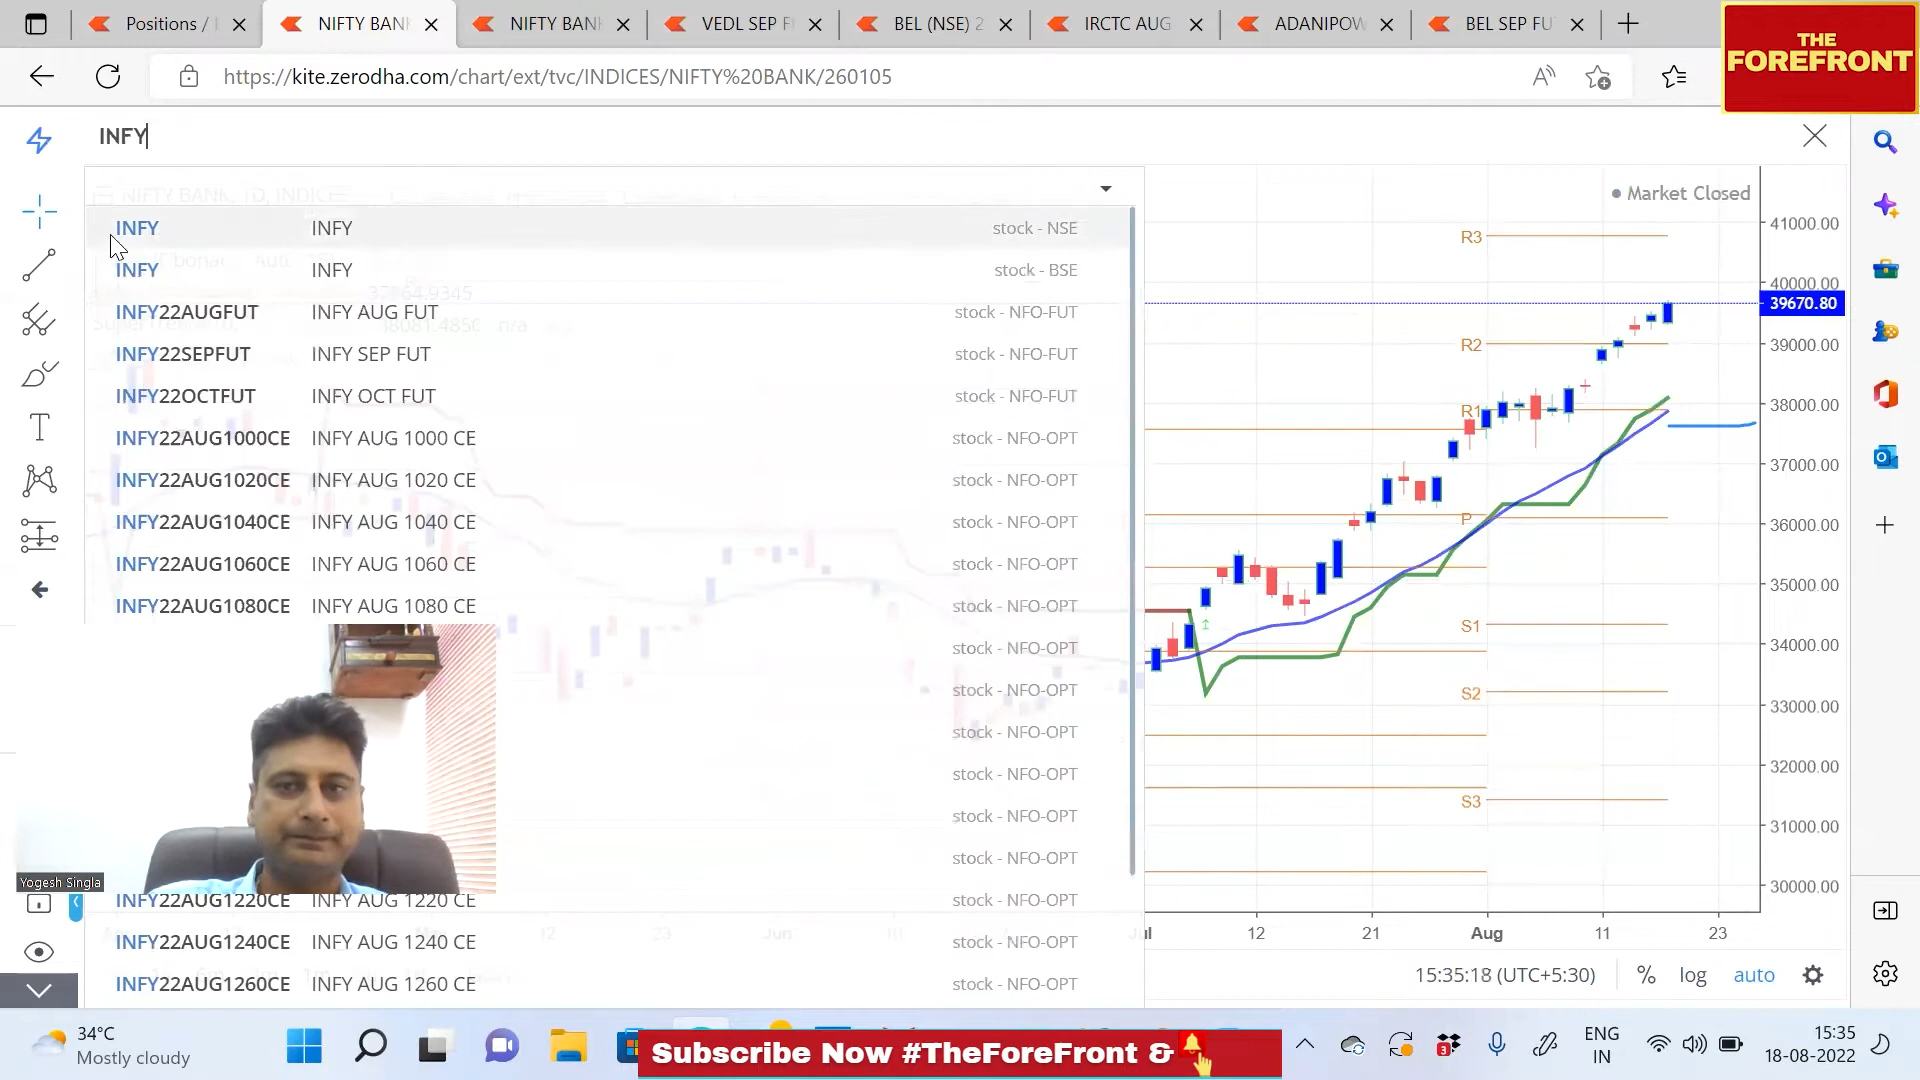 Positions / 
NIFTY BANK
NIFTY BANK
VEDL SEP F
BEL (NSE) 2
IRCTC AUG
ADANIPOW
BEL SEP FU
THE
FOREFRONT
https://kite.zerodha.com/chart/ext/tvc/INDICES/NIFTY%20BANK/260105
INFY
NIFTY BANK, 1D, INDICES
Market Closed
INFY INFY stock - NSE
INFY INFY stock - BSE
INFY22AUGFUT INFY AUG FUT stock - NFO-FUT
INFY22SEPFUT INFY SEP FUT stock - NFO-FUT
INFY22OCTFUT INFY OCT FUT stock - NFO-FUT
INFY22AUG1000CE INFY AUG 1000 CE stock - NFO-OPT
INFY22AUG1020CE INFY AUG 1020 CE stock - NFO-OPT
INFY22AUG1040CE INFY AUG 1040 CE stock - NFO-OPT
INFY22AUG1060CE INFY AUG 1060 CE stock - NFO-OPT
INFY22AUG1080CE INFY AUG 1080 CE stock - NFO-OPT
stock - NFO-OPT
stock - NFO-OPT
stock - NFO-OPT
stock - NFO-OPT
stock - NFO-OPT
stock - NFO-OPT
INFY22AUG1220CE INFY AUG 1220 CE stock - NFO-OPT
INFY22AUG1240CE INFY AUG 1240 CE stock - NFO-OPT
INFY22AUG1260CE INFY AUG 1260 CE stock - NFO-OPT
Yogesh Singla
R3
R2
R1
P
S1
S2
S3
41000.00
40000.00
39670.80
39000.00
38000.00
37000.00
36000.00
35000.00
34000.00
33000.00
32000.00
31000.00
30000.00
12 23 Jun Jul 12 21 Aug 11 23
15:35:18 (UTC+5:30) % log auto
34°C
Mostly cloudy
Subscribe Now #TheForeFront &
3
ENG
IN
15:35
18-08-2022